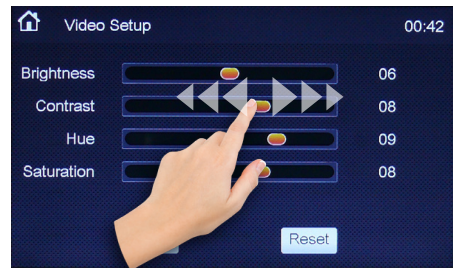 Video Setup 00:42
Brightness 06
Contrast 08
Hue 09
Saturation 08
Reset